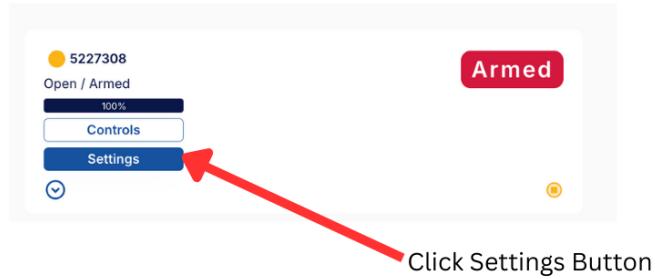 5227308
Armed
Open / Armed
100%
Controls
Settings
Click Settings Button